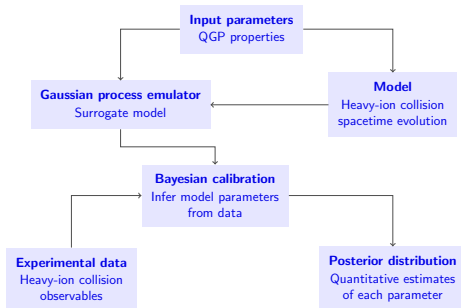 Input parameters
QGP properties
Gaussian process emulator
Surrogate model
Model
Heavy-ion collision
spacetime evolution
Bayesian calibration
Infer model parameters
from data
Experimental data
Heavy-ion collision
observables
Posterior distribution
Quantitative estimates
of each parameter